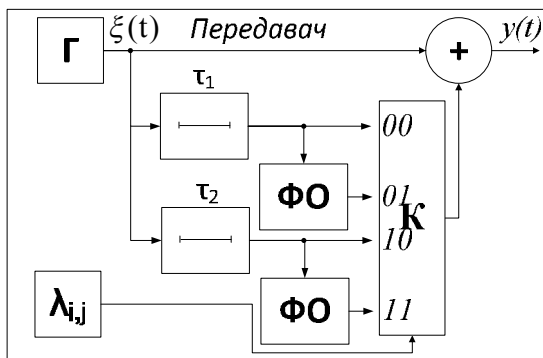 Г ξ(t) Передавач + y(t)
τ1
00
ФО 01
К
τ2
10
λi,j
ФО 11